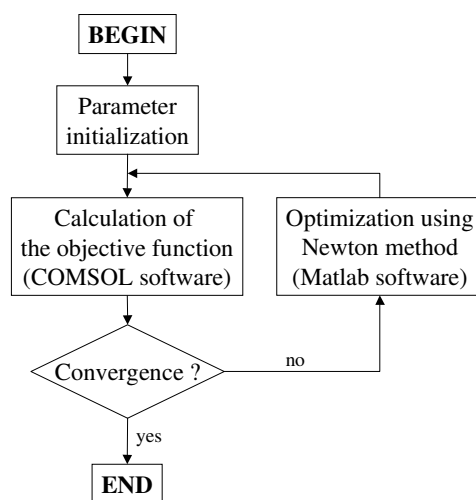 BEGIN
Parameter
initialization
Calculation of
the objective function
(COMSOL software)
Optimization using
Newton method
(Matlab software)
Convergence ?
no
yes
END